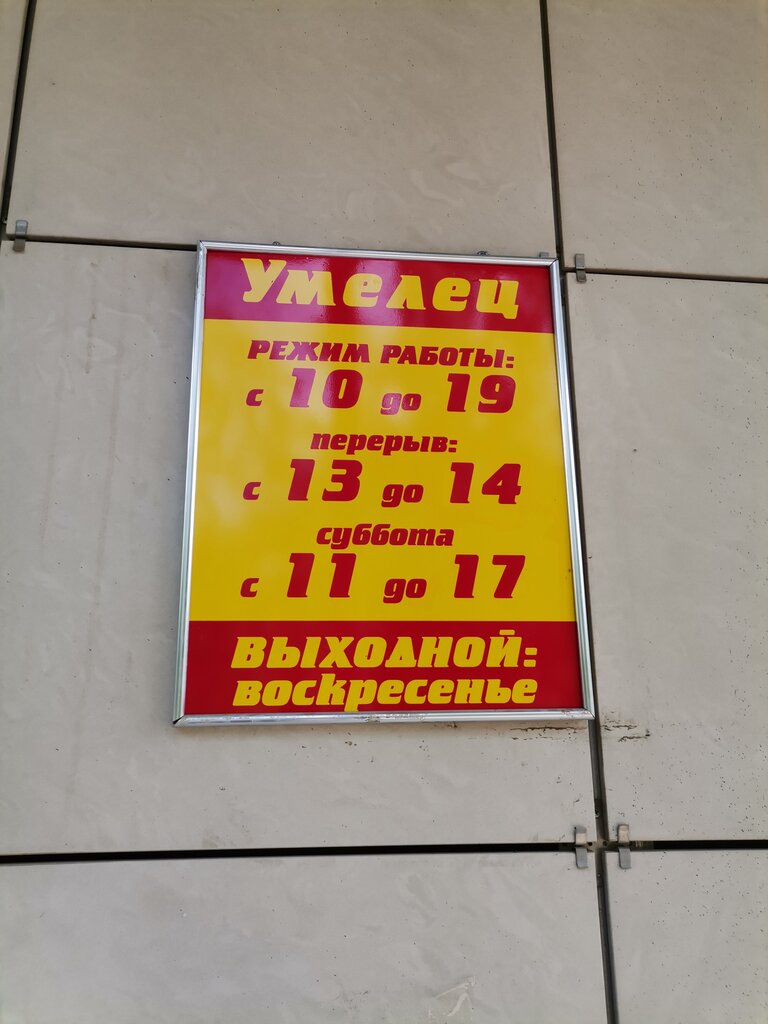 Умелец
РЕЖИМ РАБОТЫ:
с 10 до 19
перерыв:
с 13 до 14
суббота
с 11 до 17
ВЫХОДНОЙ:
воскресенье